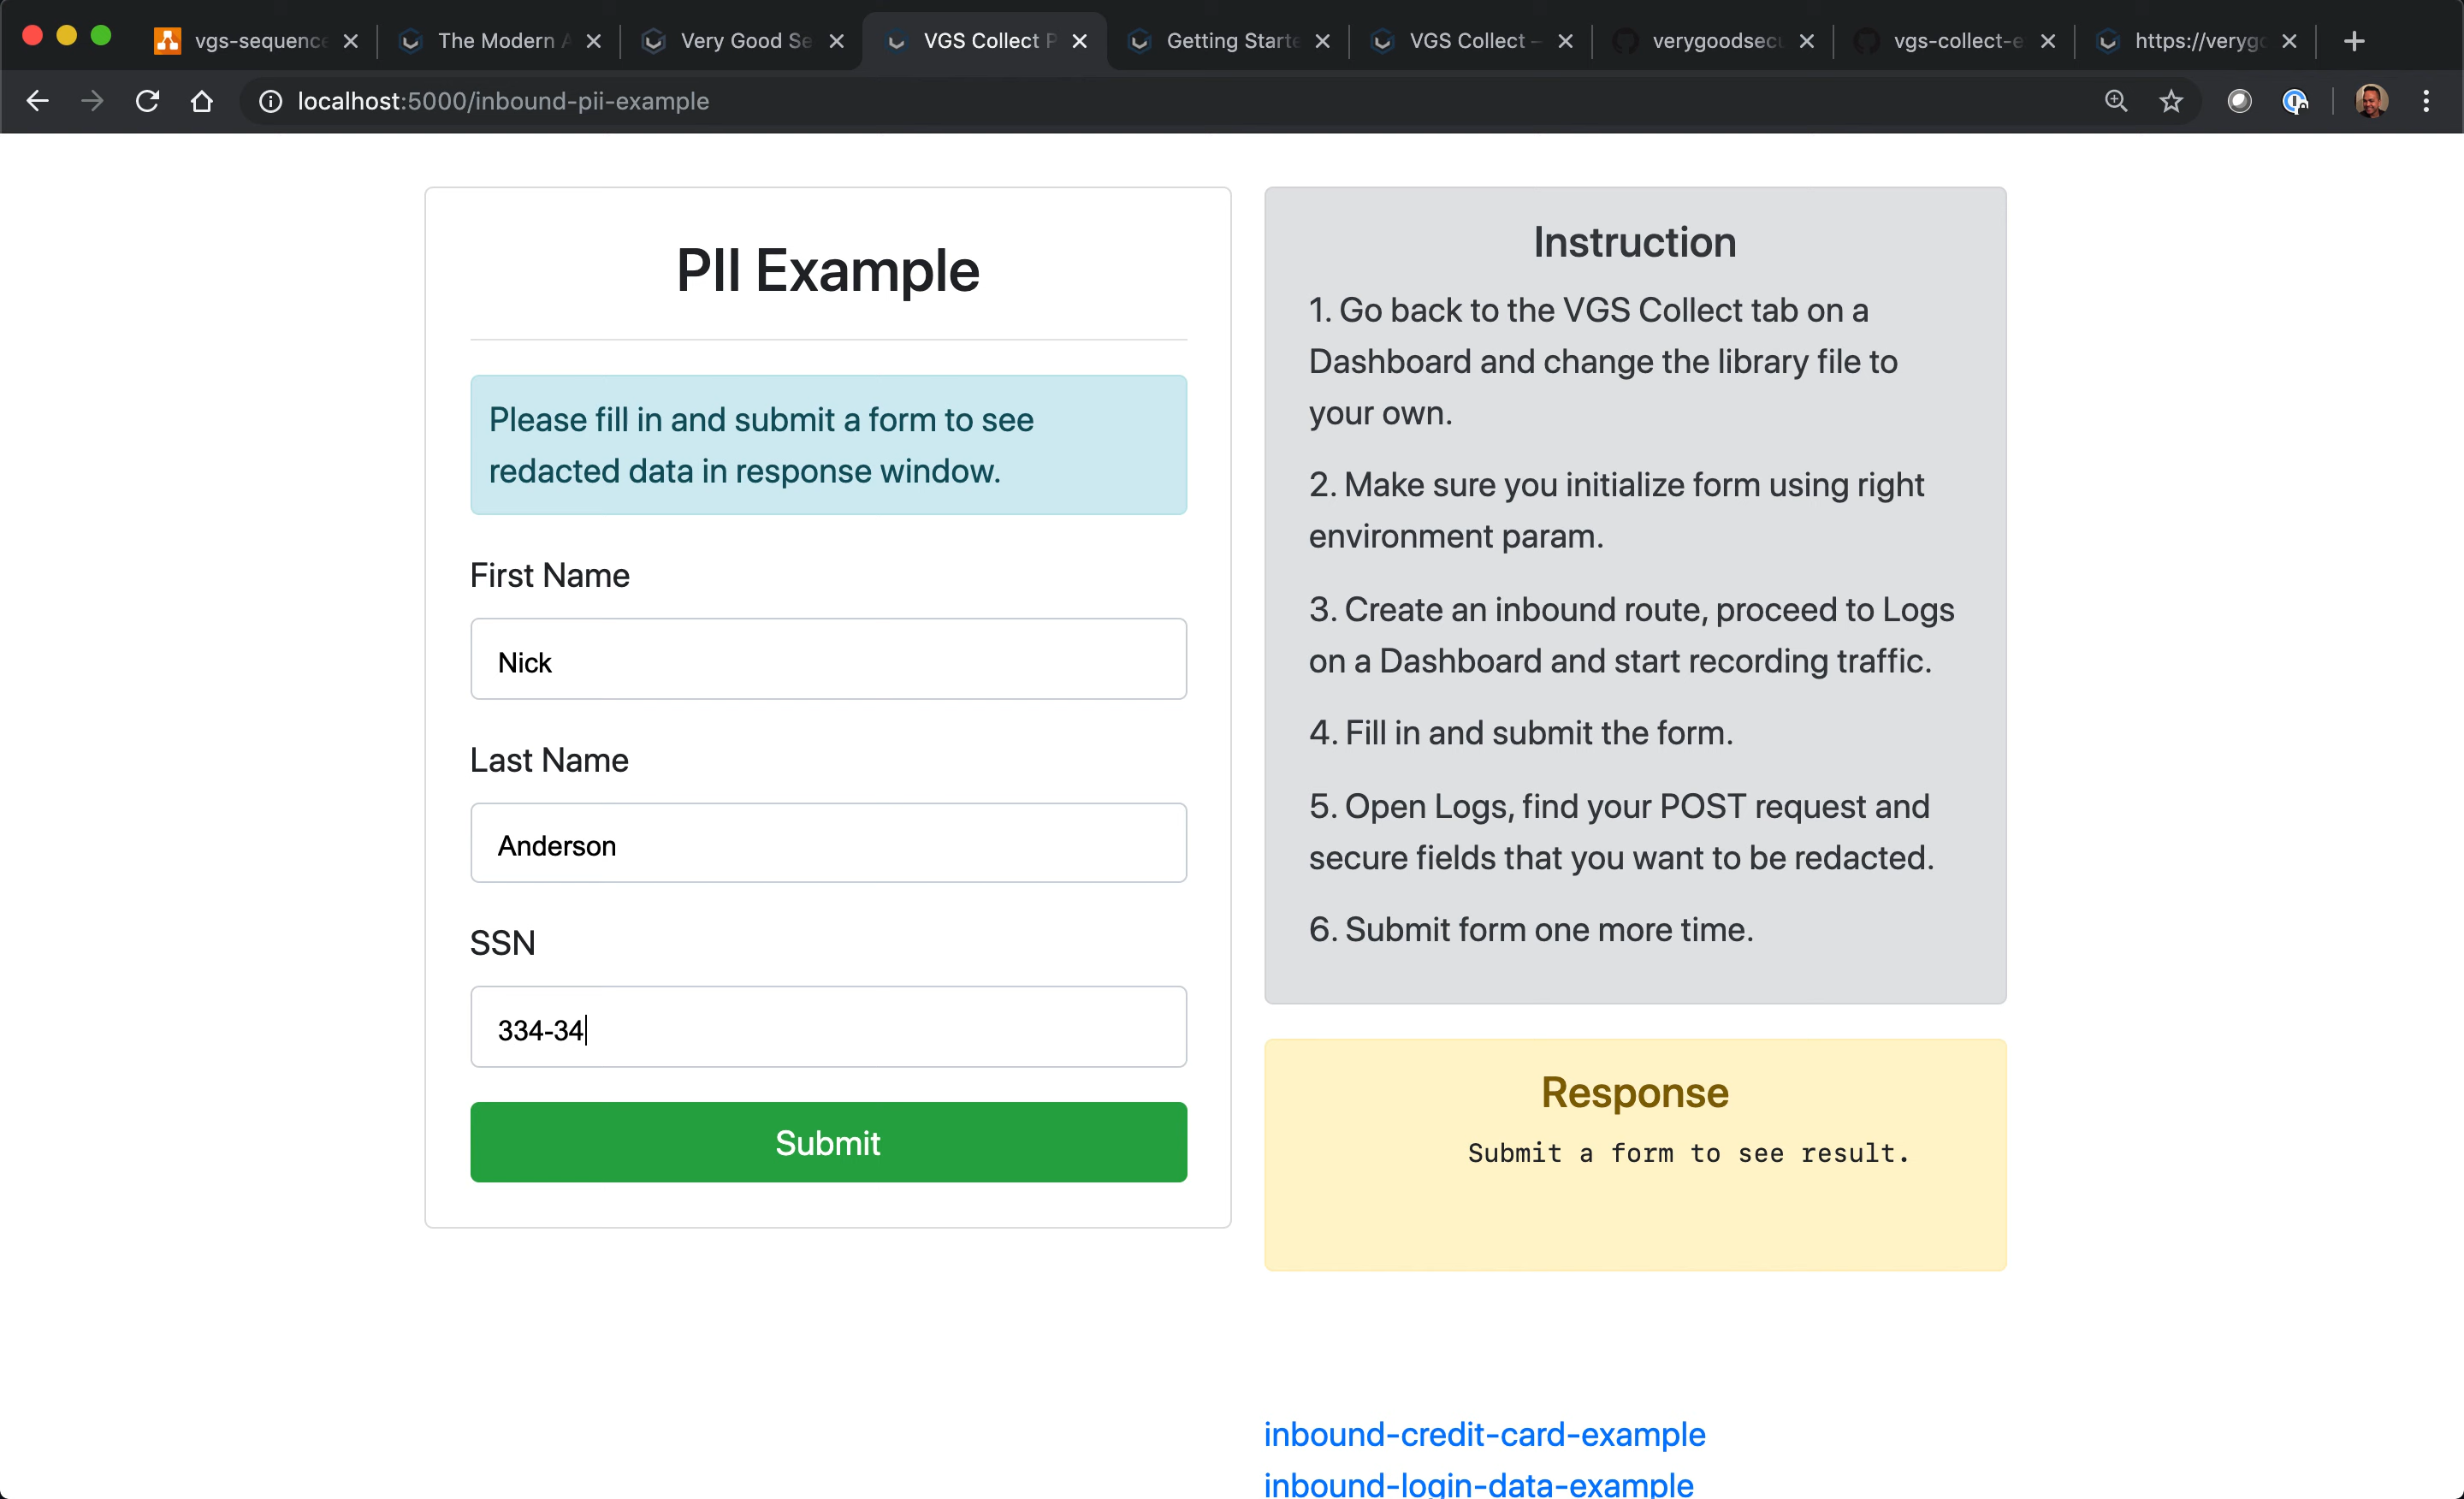 vgs-sequence
The Modern A
Very Good Se
VGS Collect P
Getting Starte
VGS Collect –
verygoodsecu
vgs-collect-e
https://verygo
localhost:5000/inbound-pii-example
PII Example
Please fill in and submit a form to see
redacted data in response window.
First Name
Nick
Last Name
Anderson
SSN
334-34
Submit
Instruction
1. Go back to the VGS Collect tab on a
Dashboard and change the library file to
your own.
2. Make sure you initialize form using right
environment param.
3. Create an inbound route, proceed to Logs
on a Dashboard and start recording traffic.
4. Fill in and submit the form.
5. Open Logs, find your POST request and
secure fields that you want to be redacted.
6. Submit form one more time.
Response
Submit a form to see result.
inbound-credit-card-example
inbound-login-data-example